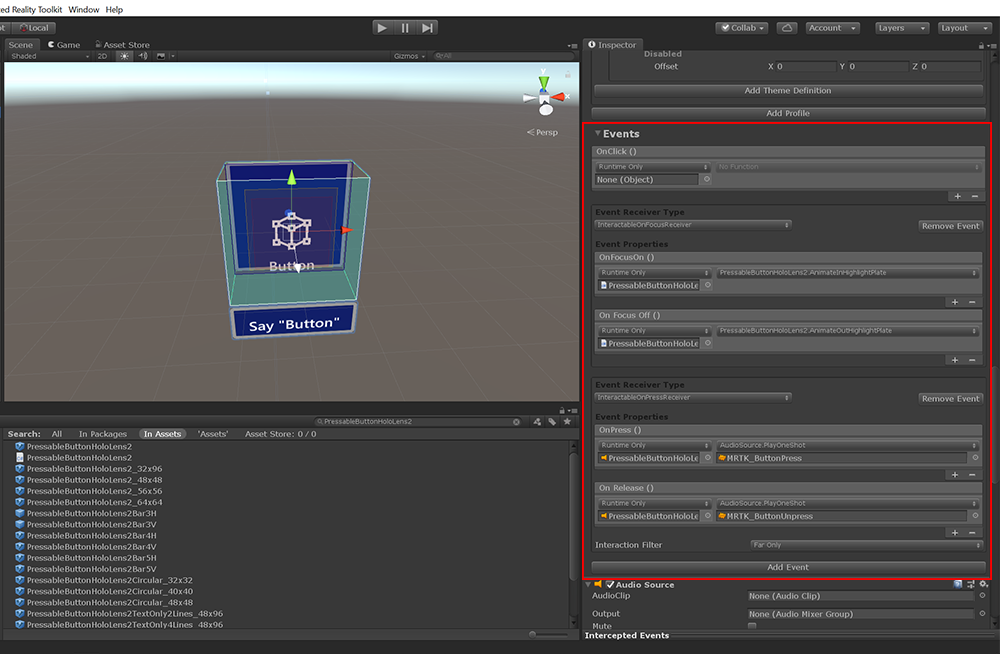 ed Reality Toolkit Window Help
Local
Collab
Account
Layers
Layout
Scene
Game
Asset Store
Shaded
2D
Gizmos
All
y
x
Persp
Button
Say "Button"
PressableButtonHoloLens2
Search: All In Packages In Assets 'Assets' Asset Store: 0 / 0
PressableButtonHoloLens2
PressableButtonHoloLens2
PressableButtonHoloLens2_32x96
PressableButtonHoloLens2_48x48
PressableButtonHoloLens2_56x56
PressableButtonHoloLens2_64x64
PressableButtonHoloLens2Bar3H
PressableButtonHoloLens2Bar3V
PressableButtonHoloLens2Bar4H
PressableButtonHoloLens2Bar4V
PressableButtonHoloLens2Bar5H
PressableButtonHoloLens2Bar5V
PressableButtonHoloLens2Circular_32x32
PressableButtonHoloLens2Circular_40x40
PressableButtonHoloLens2Circular_48x48
PressableButtonHoloLens2TextOnly2Lines_48x96
PressableButtonHoloLens2TextOnly4Lines_48x96
Inspector
Disabled
Offset X 0 Y 0 Z 0
Add Theme Definition
Add Profile
Events
OnClick ()
Runtime Only No Function
None (Object)
+ −
Event Receiver Type
InteractableOnFocusReceiver Remove Event
Event Properties
OnFocusOn ()
Runtime Only PressableButtonHoloLens2.AnimateInHighlightPlate
PressableButtonHoloLe
+ −
On Focus Off ()
Runtime Only PressableButtonHoloLens2.AnimateOutHighlightPlate
PressableButtonHoloLe
+ −
Event Receiver Type
InteractableOnPressReceiver Remove Event
Event Properties
OnPress ()
Runtime Only AudioSource.PlayOneShot
PressableButtonHoloLe MRTK_ButtonPress
+ −
On Release ()
Runtime Only AudioSource.PlayOneShot
PressableButtonHoloLe MRTK_ButtonUnpress
+ −
Interaction Filter Far Only
Add Event
Audio Source
AudioClip None (Audio Clip)
Output None (Audio Mixer Group)
Mute
Intercepted Events